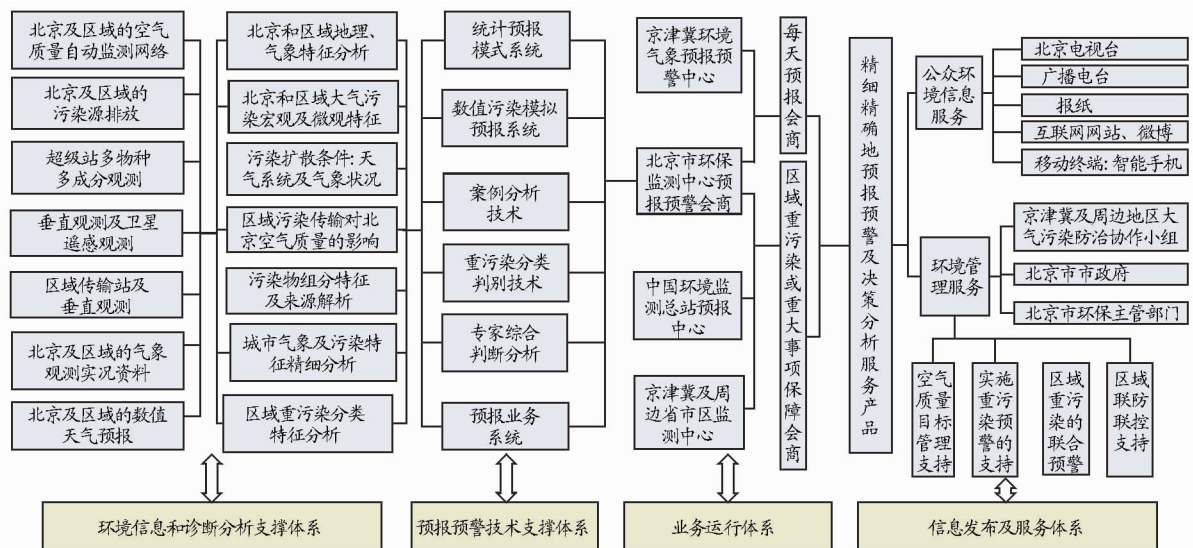 北京及区域的空气
质量自动监测网络
北京及区域的
污染源排放
超级站多物种
多成分观测
垂直观测及卫星
遥感观测
区域传输站及
垂直观测
北京及区域的气象
观测实况资料
北京及区域的数值
天气预报
北京和区域地理、
气象特征分析
北京和区域大气污
染宏观及微观特征
污染扩散条件:天
气系统及气象状况
区域污染传输对北
京空气质量的影响
污染物组分特征
及来源解析
城市气象及污染特
征精细分析
区域重污染分类
特征分析
统计预报
模式系统
数值污染模拟
预报系统
案例分析
技术
重污染分类
判别技术
专家综合
判断分析
预报业务
系统
京津冀环境
气象预报预
警中心
北京市环保
监测中心预
报预警会商
中国环境监
测总站预报
中心
京津冀及周
边省市区监
测中心
每天预报会商
区域重污染或重大事项保障会商
精细精确地预报预警及决策分析服务产品
公众环
境信息
服务
北京电视台
广播电台
报纸
互联网网站、微博
移动终端:智能手机
环境管
理服务
京津冀及周边地区大
气污染防治协作小组
北京市市政府
北京市环保主管部门
空气
质量
目标
管理
支持
实施
重污
染预
警的
支持
区域
重污
染的
联合
预警
区域
联防
联控
支持
环境信息和诊断分析支撑体系
预报预警技术支撑体系
业务运行体系
信息发布及服务体系